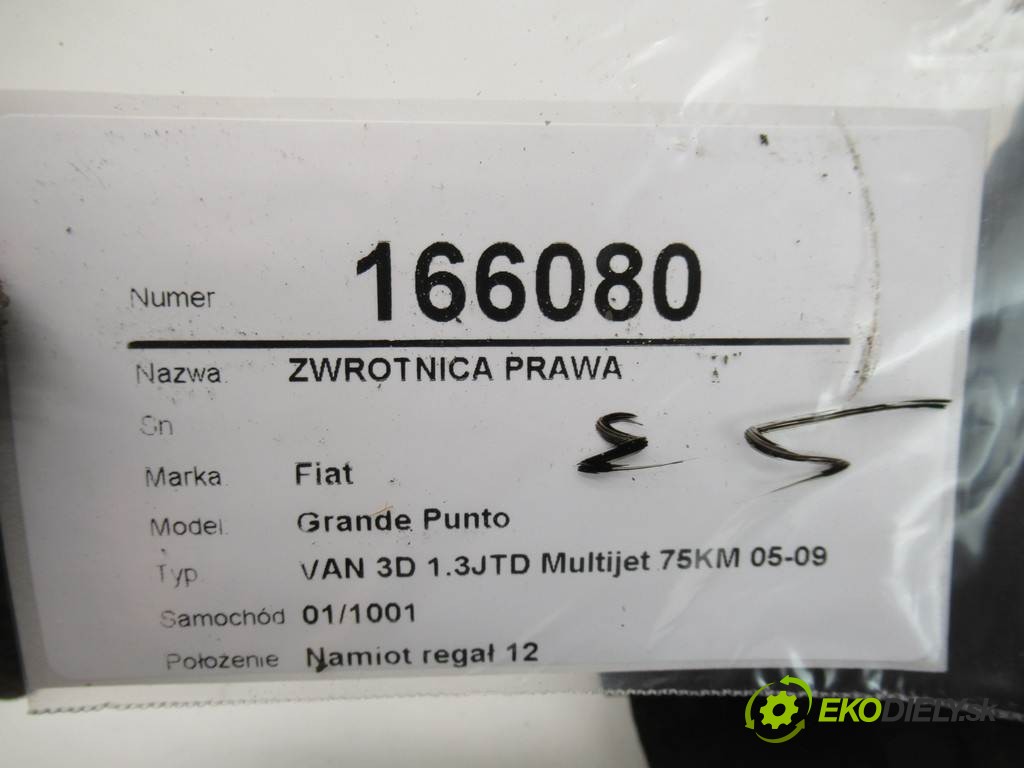 Numer 166080
Nazwa ZWROTNICA PRAWA
Sn
Marka Fiat
Model Grande Punto
Typ VAN 3D 1.3JTD Multijet 75KM 05-09
Samochód 01/1001
Położenie Namiot regał 12
EKODIELY.sk